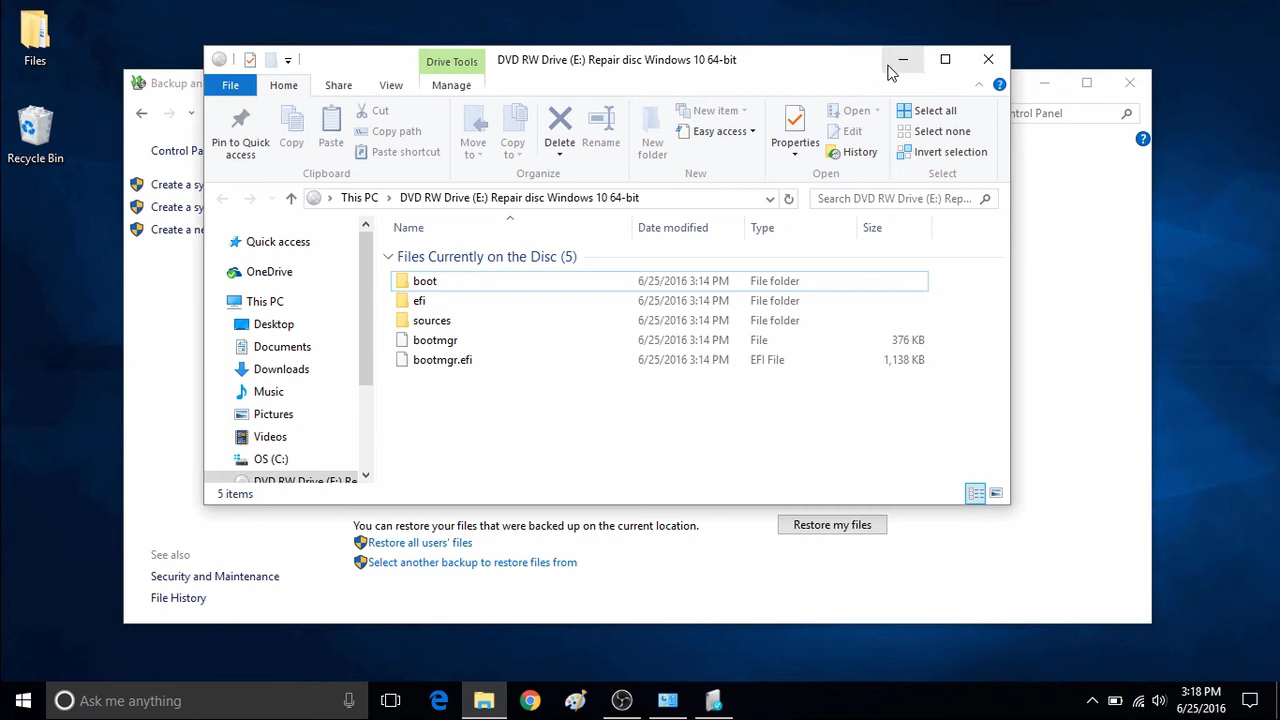 Files
Recycle Bin
Backup and
Control Pa
Create a sy
Create a sy
Create a ne
See also
Security and Maintenance
File History
ntrol Panel
Drive Tools
DVD RW Drive (E:) Repair disc Windows 10 64-bit
File
Home
Share
View
Manage
Pin to Quick access
Copy
Paste
Cut
Copy path
Paste shortcut
Clipboard
Move to
Copy to
Delete
Rename
Organize
New folder
New item
Easy access
New
Properties
Open
Edit
History
Open
Select all
Select none
Invert selection
Select
This PC
DVD RW Drive (E:) Repair disc Windows 10 64-bit
Search DVD RW Drive (E:) Rep...
Quick access
OneDrive
This PC
Desktop
Documents
Downloads
Music
Pictures
Videos
OS (C:)
DVD RW Drive (E:) Re
Name Date modified Type Size
Files Currently on the Disc (5)
boot 6/25/2016 3:14 PM File folder
efi 6/25/2016 3:14 PM File folder
sources 6/25/2016 3:14 PM File folder
bootmgr 6/25/2016 3:14 PM File 376 KB
bootmgr.efi 6/25/2016 3:14 PM EFI File 1,138 KB
5 items
You can restore your files that were backed up on the current location.
Restore my files
Restore all users' files
Select another backup to restore files from
Ask me anything
3:18 PM
6/25/2016